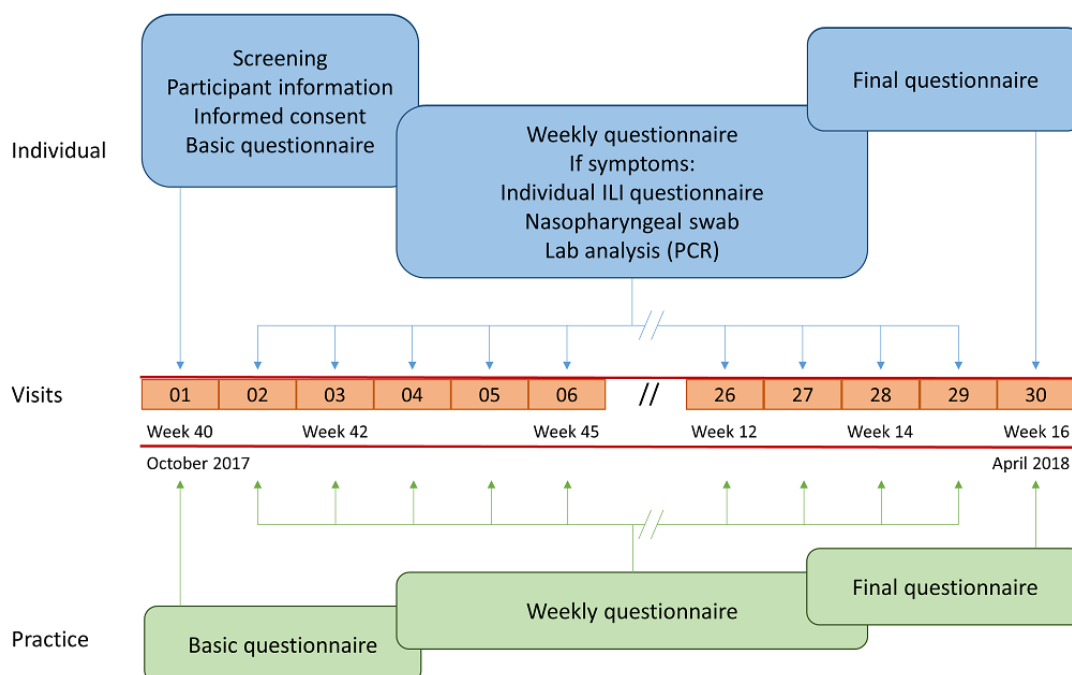 Screening
Participant information
Informed consent
Basic questionnaire
Final questionnaire
Individual
Weekly questionnaire
If symptoms:
Individual ILI questionnaire
Nasopharyngeal swab
Lab analysis (PCR)
//
Visits 01 02 03 04 05 06 // 26 27 28 29 30
Week 40 Week 42 Week 45 Week 12 Week 14 Week 16
October 2017 April 2018
//
Final questionnaire
Weekly questionnaire
Practice
Basic questionnaire